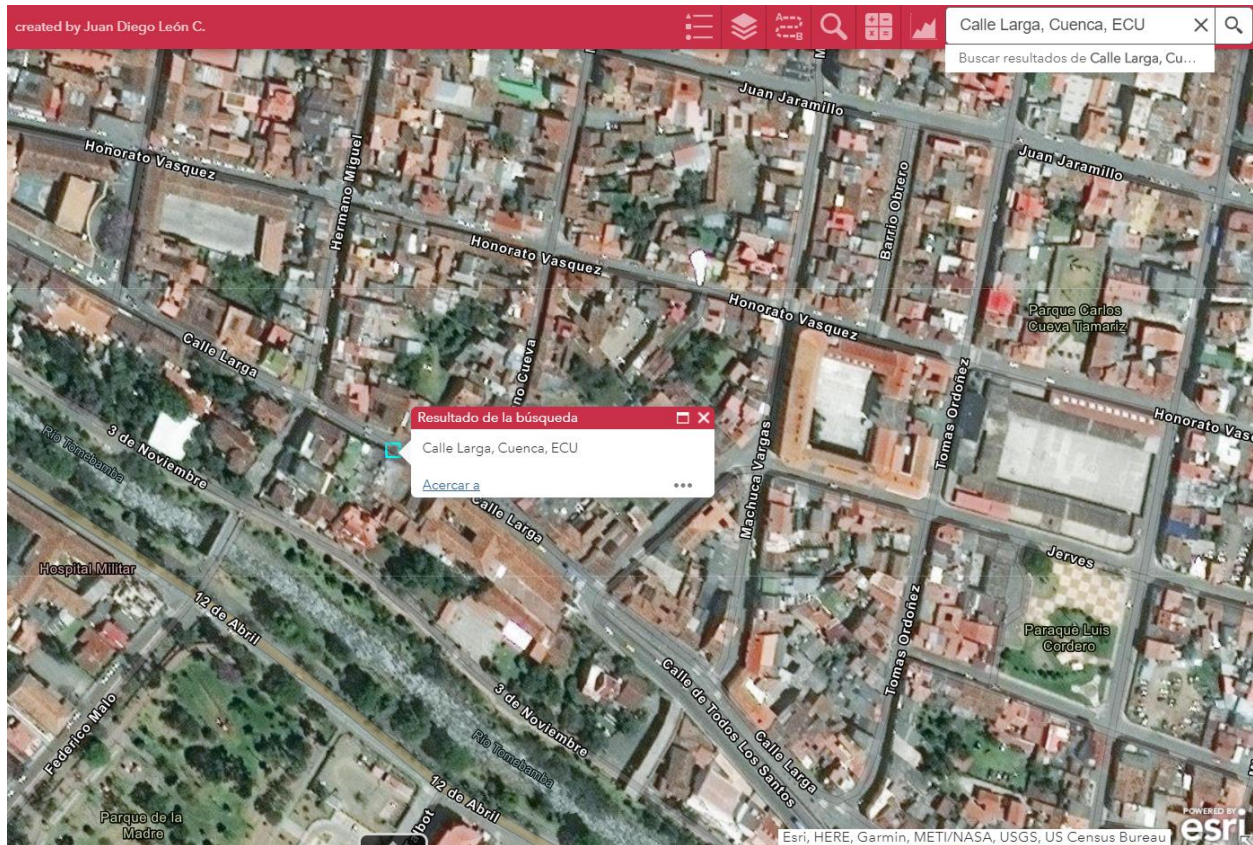 created by Juan Diego León C.
Calle Larga, Cuenca, ECU
Buscar resultados de Calle Larga, Cu...
Juan Jaramillo
Juan Jaramillo
Honorato Vasquez
Hermano Miguel
Barrio Obrero
Honorato Vasquez
Honorato Vasquez
Parque Carlos
Cueva Tamariz
Calle Larga
no Cueva
Tomas Ordoñez
Honorato Vas
Resultado de la búsqueda
Calle Larga, Cuenca, ECU
Acercar a
3 de Noviembre
Río Tomebamba
Machuca Vargas
Calle Larga
Jerves
Hospital Militar
12 de Abril
Paraque Luis
Cordero
Tomas Ordoñez
Federico Malo
3 de Noviembre
Río Tomebamba
Calle de Todos Los Santos
Calle Larga
12 de Abril
Parque de la
Madre
albot
POWERED BY
esri
Esri, HERE, Garmin, METI/NASA, USGS, US Census Bureau